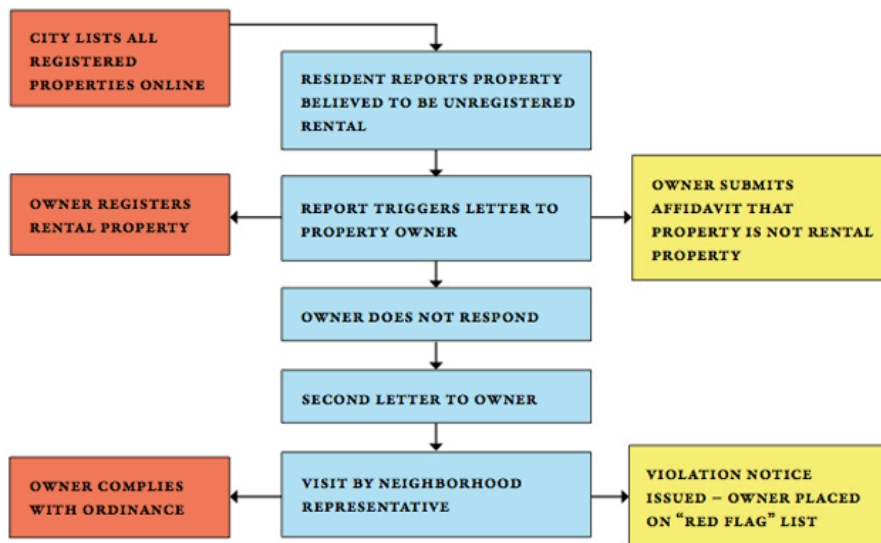 CITY LISTS ALL
REGISTERED
PROPERTIES ONLINE
RESIDENT REPORTS PROPERTY
BELIEVED TO BE UNREGISTERED
RENTAL
OWNER REGISTERS
RENTAL PROPERTY
REPORT TRIGGERS LETTER TO
PROPERTY OWNER
OWNER SUBMITS
AFFIDAVIT THAT
PROPERTY IS NOT RENTAL
PROPERTY
OWNER DOES NOT RESPOND
SECOND LETTER TO OWNER
OWNER COMPLIES
WITH ORDINANCE
VISIT BY NEIGHBORHOOD
REPRESENTATIVE
VIOLATION NOTICE
ISSUED – OWNER PLACED
ON “RED FLAG” LIST